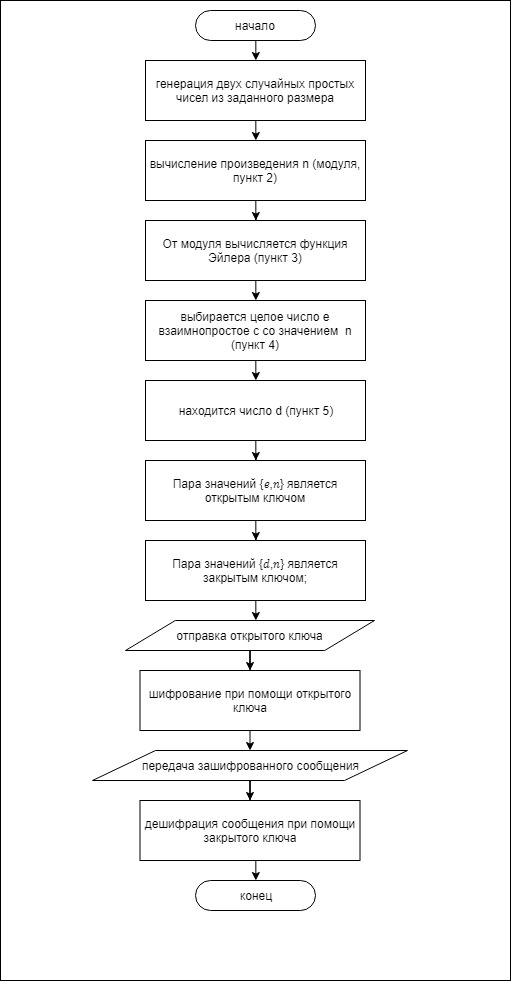 начало
генерация двух случайных простых
чисел из заданного размера
вычисление произведения n (модуля,
пункт 2)
От модуля вычисляется функция
Эйлера (пункт 3)
выбирается целое число e
взаимнопростое с со значением n
(пункт 4)
находится число d (пункт 5)
Пара значений {e,n} является
открытым ключом
Пара значений {d,n} является
закрытым ключом;
отправка открытого ключа
шифрование при помощи открытого
ключа
передача зашифрованного сообщения
дешифрация сообщения при помощи
закрытого ключа
конец